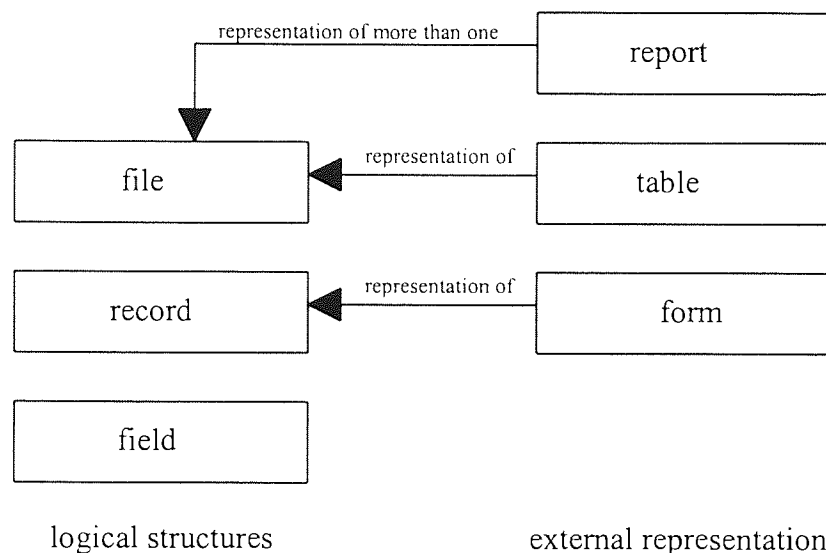 representation of more than one
report
file
representation of
table
record
representation of
form
field
logical structures
external representation